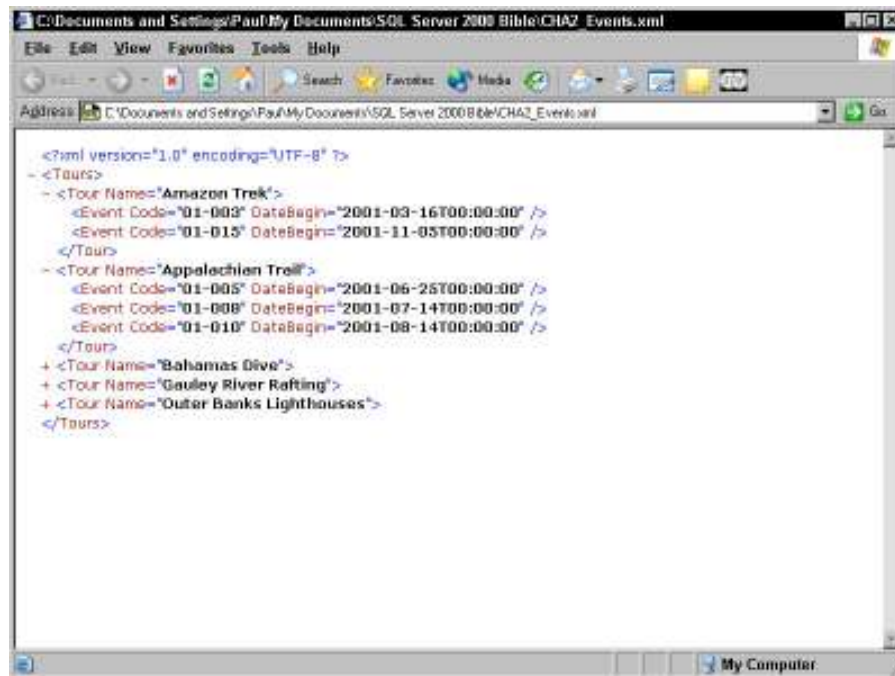 C:\Documents and Settings\Paul\My Documents\SQL Server 2000 Bible\CHA2_Events.xml
File Edit View Favorites Tools Help
Search Favorites Media
Address C:\Documents and Settings\Paul\My Documents\SQL Server 2000 Bible\CHA2_Events.xml Go
<?xml version="1.0" encoding="UTF-8" ?>
- <Tours>
- <Tour Name="Amazon Trek">
<Event Code="01-003" DateBegin="2001-03-16T00:00:00" />
<Event Code="01-015" DateBegin="2001-11-05T00:00:00" />
</Tour>
- <Tour Name="Appalachian Trail">
<Event Code="01-005" DateBegin="2001-06-25T00:00:00" />
<Event Code="01-008" DateBegin="2001-07-14T00:00:00" />
<Event Code="01-010" DateBegin="2001-08-14T00:00:00" />
</Tour>
+ <Tour Name="Bahamas Dive">
+ <Tour Name="Gauley River Rafting">
+ <Tour Name="Outer Banks Lighthouses">
</Tours>
My Computer